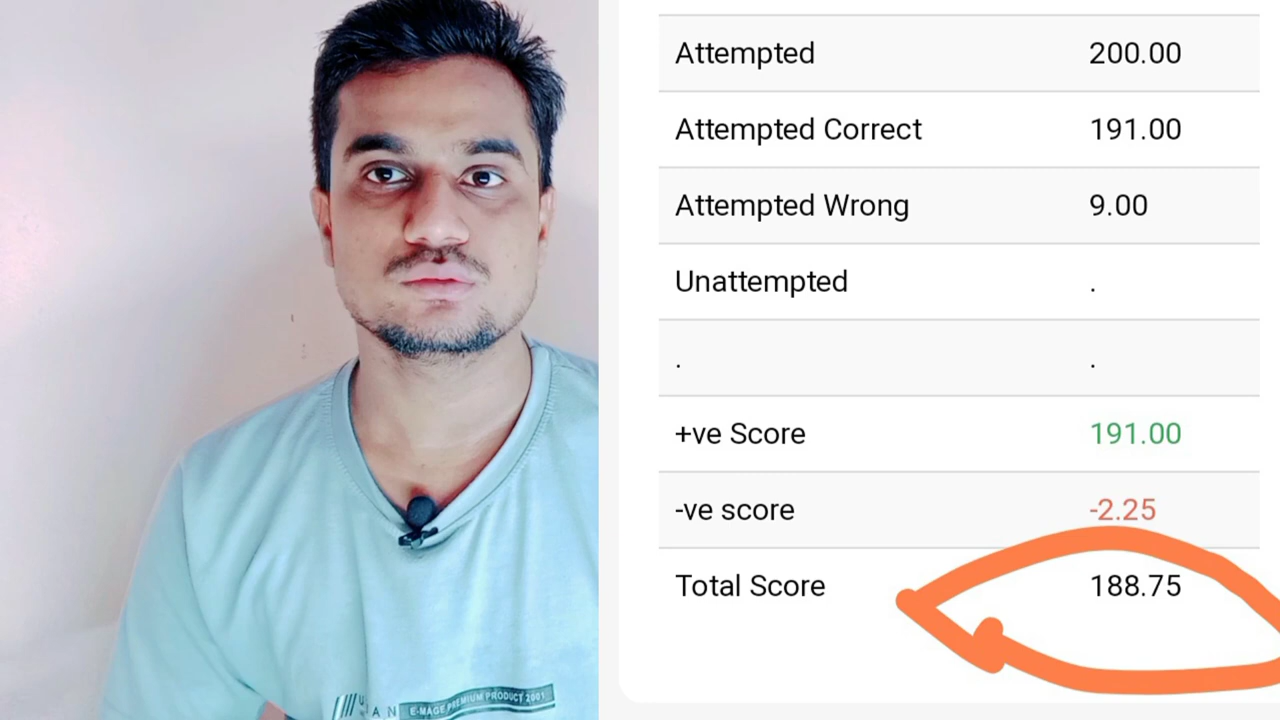 Attempted 200.00
Attempted Correct 191.00
Attempted Wrong 9.00
Unattempted .
. .
+ve Score 191.00
-ve score -2.25
Total Score 188.75
E-MAGE PREMIUM PRODUCT 2001